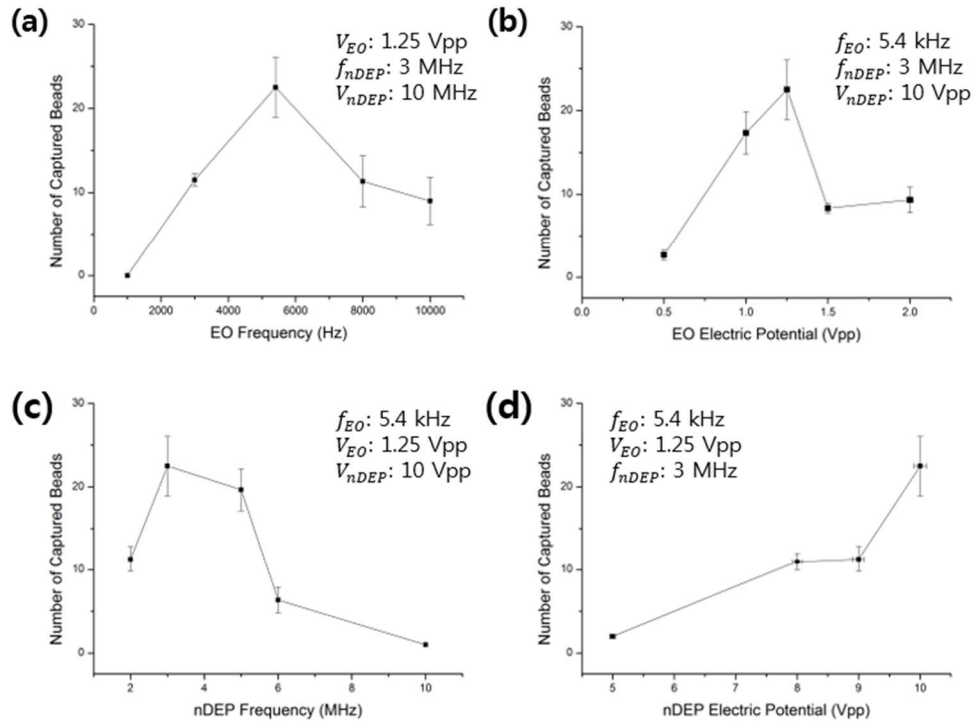 (a)
V_EO: 1.25 Vpp
f_nDEP: 3 MHz
V_nDEP: 10 MHz
Number of Captured Beads
30
20
10
0
0 2000 4000 6000 8000 10000
EO Frequency (Hz)
(b)
f_EO: 5.4 kHz
f_nDEP: 3 MHz
V_nDEP: 10 Vpp
Number of Captured Beads
30
20
10
0
0.0 0.5 1.0 1.5 2.0
EO Electric Potential (Vpp)
(c)
f_EO: 5.4 kHz
V_EO: 1.25 Vpp
V_nDEP: 10 Vpp
Number of Captured Beads
30
20
10
0
2 4 6 8 10
nDEP Frequency (MHz)
(d)
f_EO: 5.4 kHz
V_EO: 1.25 Vpp
f_nDEP: 3 MHz
Number of Captured Beads
30
20
10
0
5 6 7 8 9 10
nDEP Electric Potential (Vpp)